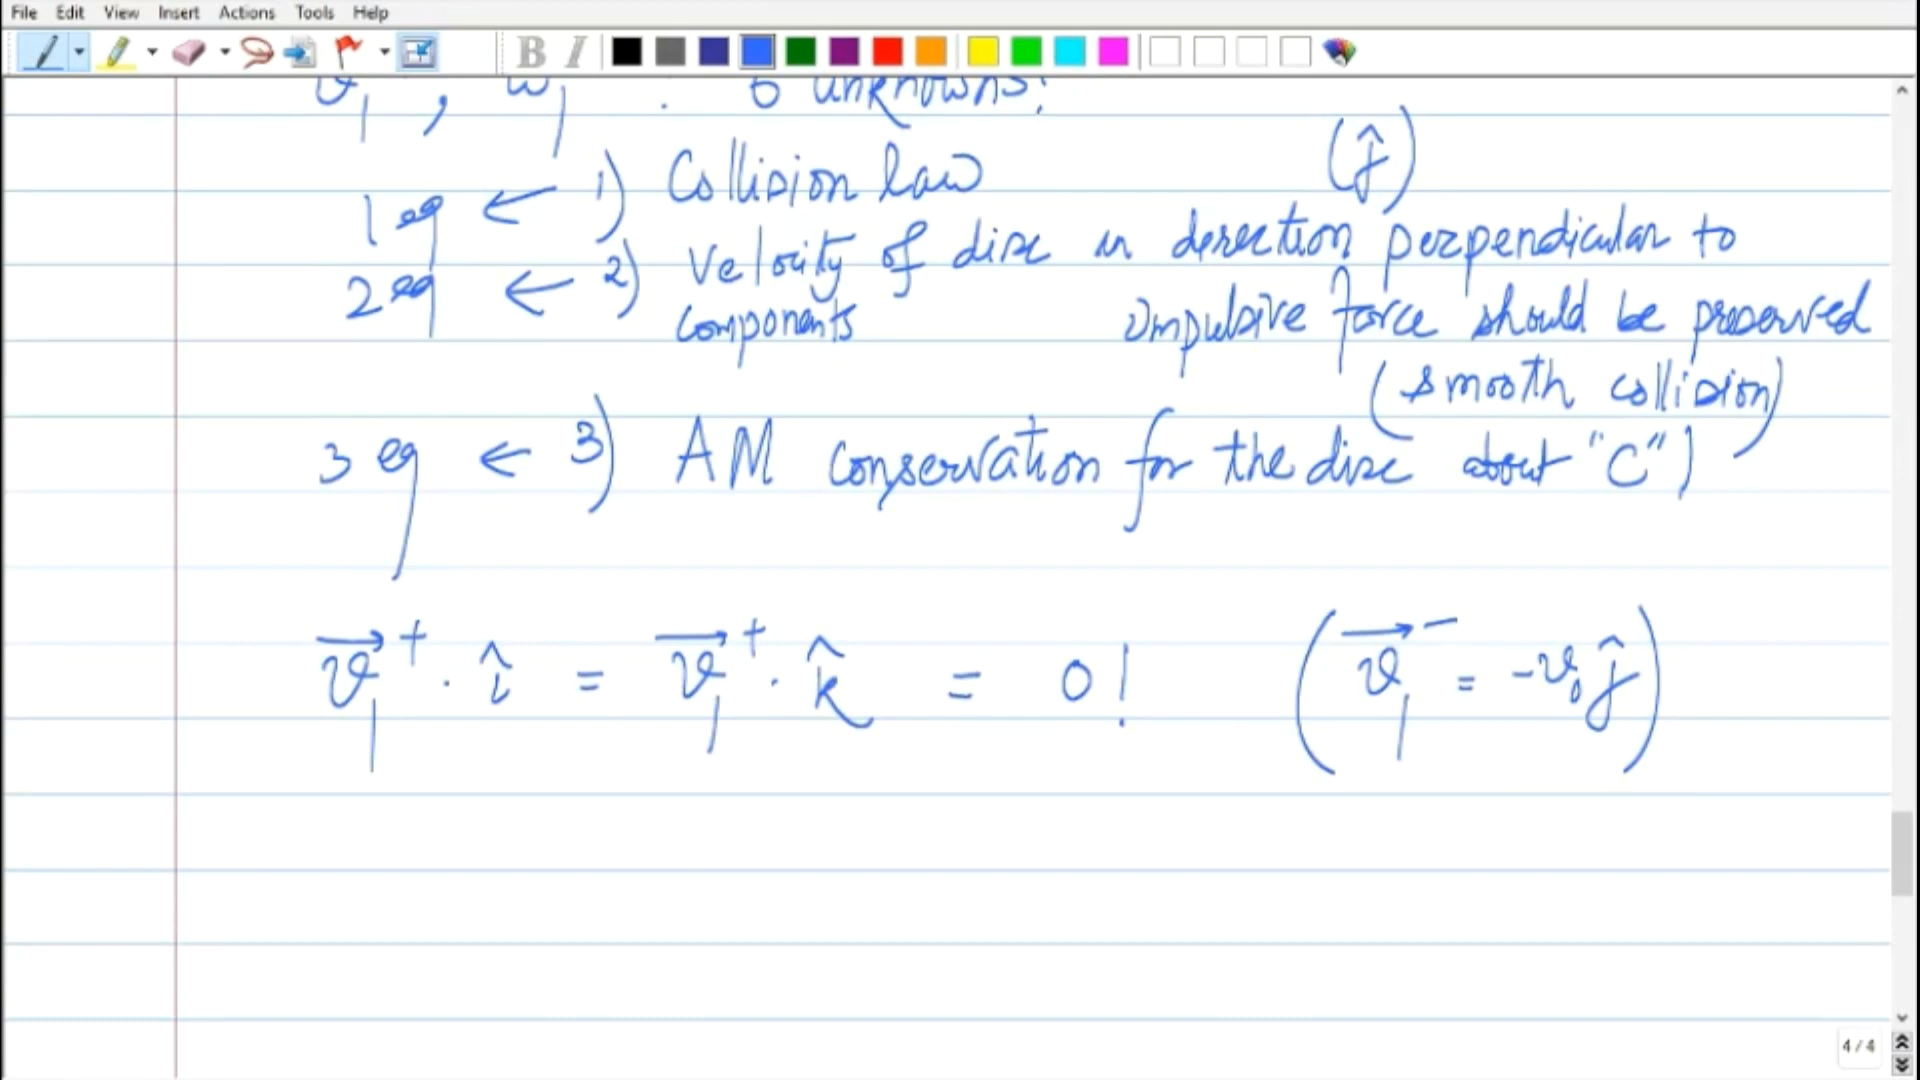 File Edit View Insert Actions Tools Help
B I
v₁ , ω₁ . 6 unknowns!
(ĵ)
1 eq ← 1) Collision law
2 eq ← 2) Velocity of disc in direction perpendicular to
components impulsive force should be preserved
(smooth collision)
3 eq ← 3) AM conservation for the disc about "C")
v₁⃗⁺ · î = v₁⃗⁺ · k̂ = 0! (v₁⃗⁻ = -v₀ĵ)
4 / 4